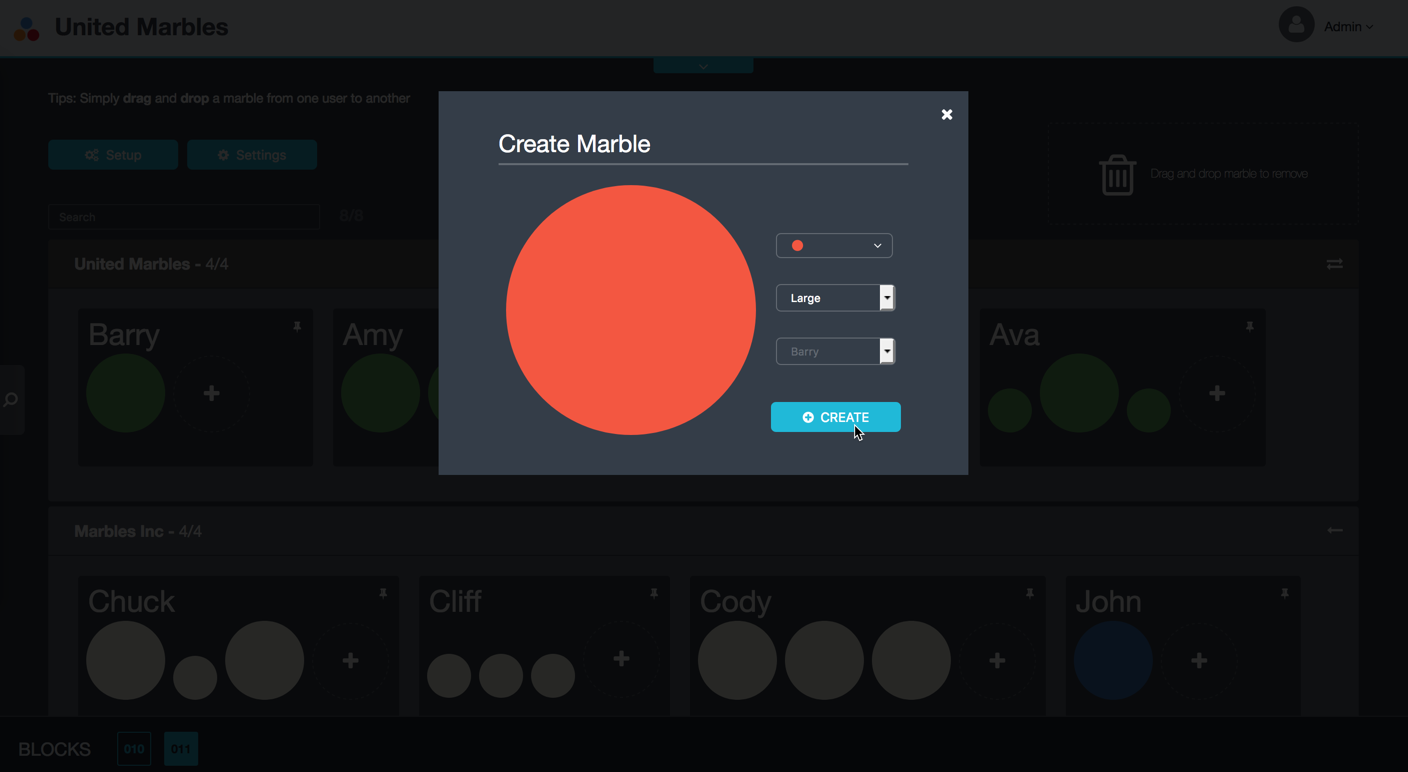 United Marbles
Admin
Tips: Simply drag and drop a marble from one user to another
Setup
Settings
Drag and drop marble to remove
Search
8/8
United Marbles - 4/4
Barry
Amy
Ava
Create Marble
Large
Barry
CREATE
Marbles Inc - 4/4
Chuck
Cliff
Cody
John
BLOCKS
010
011